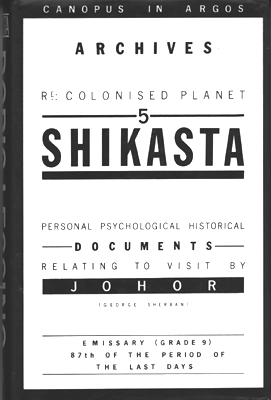 CANOPUS IN ARGOS
ARCHIVES
RE: COLONISED PLANET
5
SHIKASTA
PERSONAL PSYCHOLOGICAL HISTORICAL
DOCUMENTS
RELATING TO VISIT BY
JOHOR
(GEORGE SHERBAN)
EMISSARY (GRADE 9)
87th OF THE PERIOD OF
THE LAST DAYS